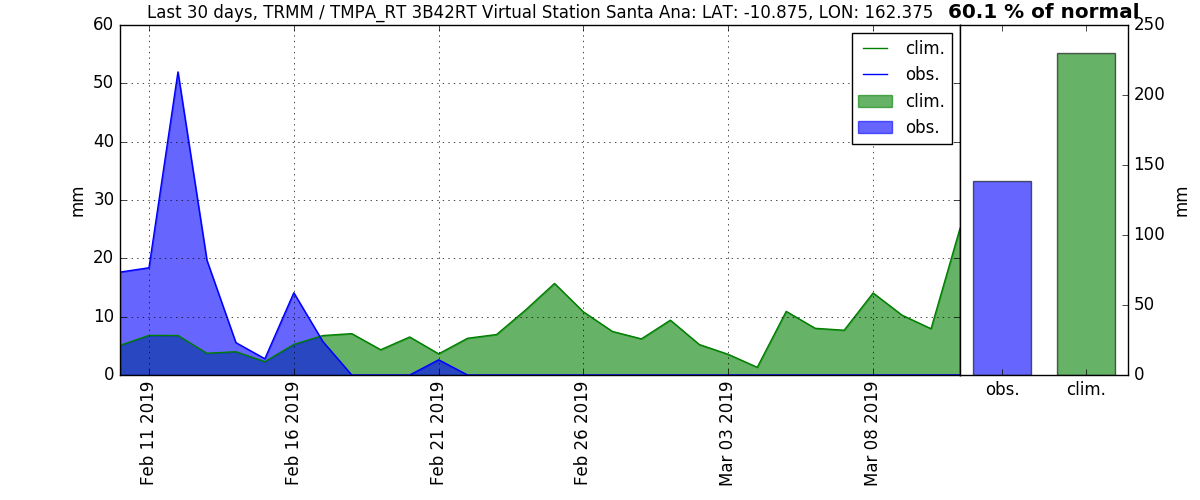 Last 30 days, TRMM / TMPA_RT 3B42RT Virtual Station Santa Ana: LAT: -10.875, LON: 162.375
60.1 % of normal
60
50
40
30
20
10
0
mm
clim.
obs.
clim.
obs.
250
200
150
100
50
0
mm
Feb 11 2019
Feb 16 2019
Feb 21 2019
Feb 26 2019
Mar 03 2019
Mar 08 2019
obs.
clim.